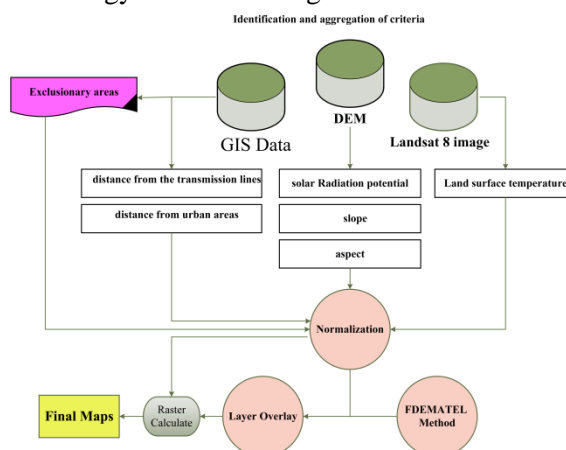 Identification and aggregation of criteria
Exclusionary areas
GIS Data
DEM
Landsat 8 image
distance from the transmission lines
solar Radiation potential
Land surface temperature
distance from urban areas
slope
aspect
Normalization
Final Maps
Raster
Calculate
Layer Overlay
FDEMATEL
Method